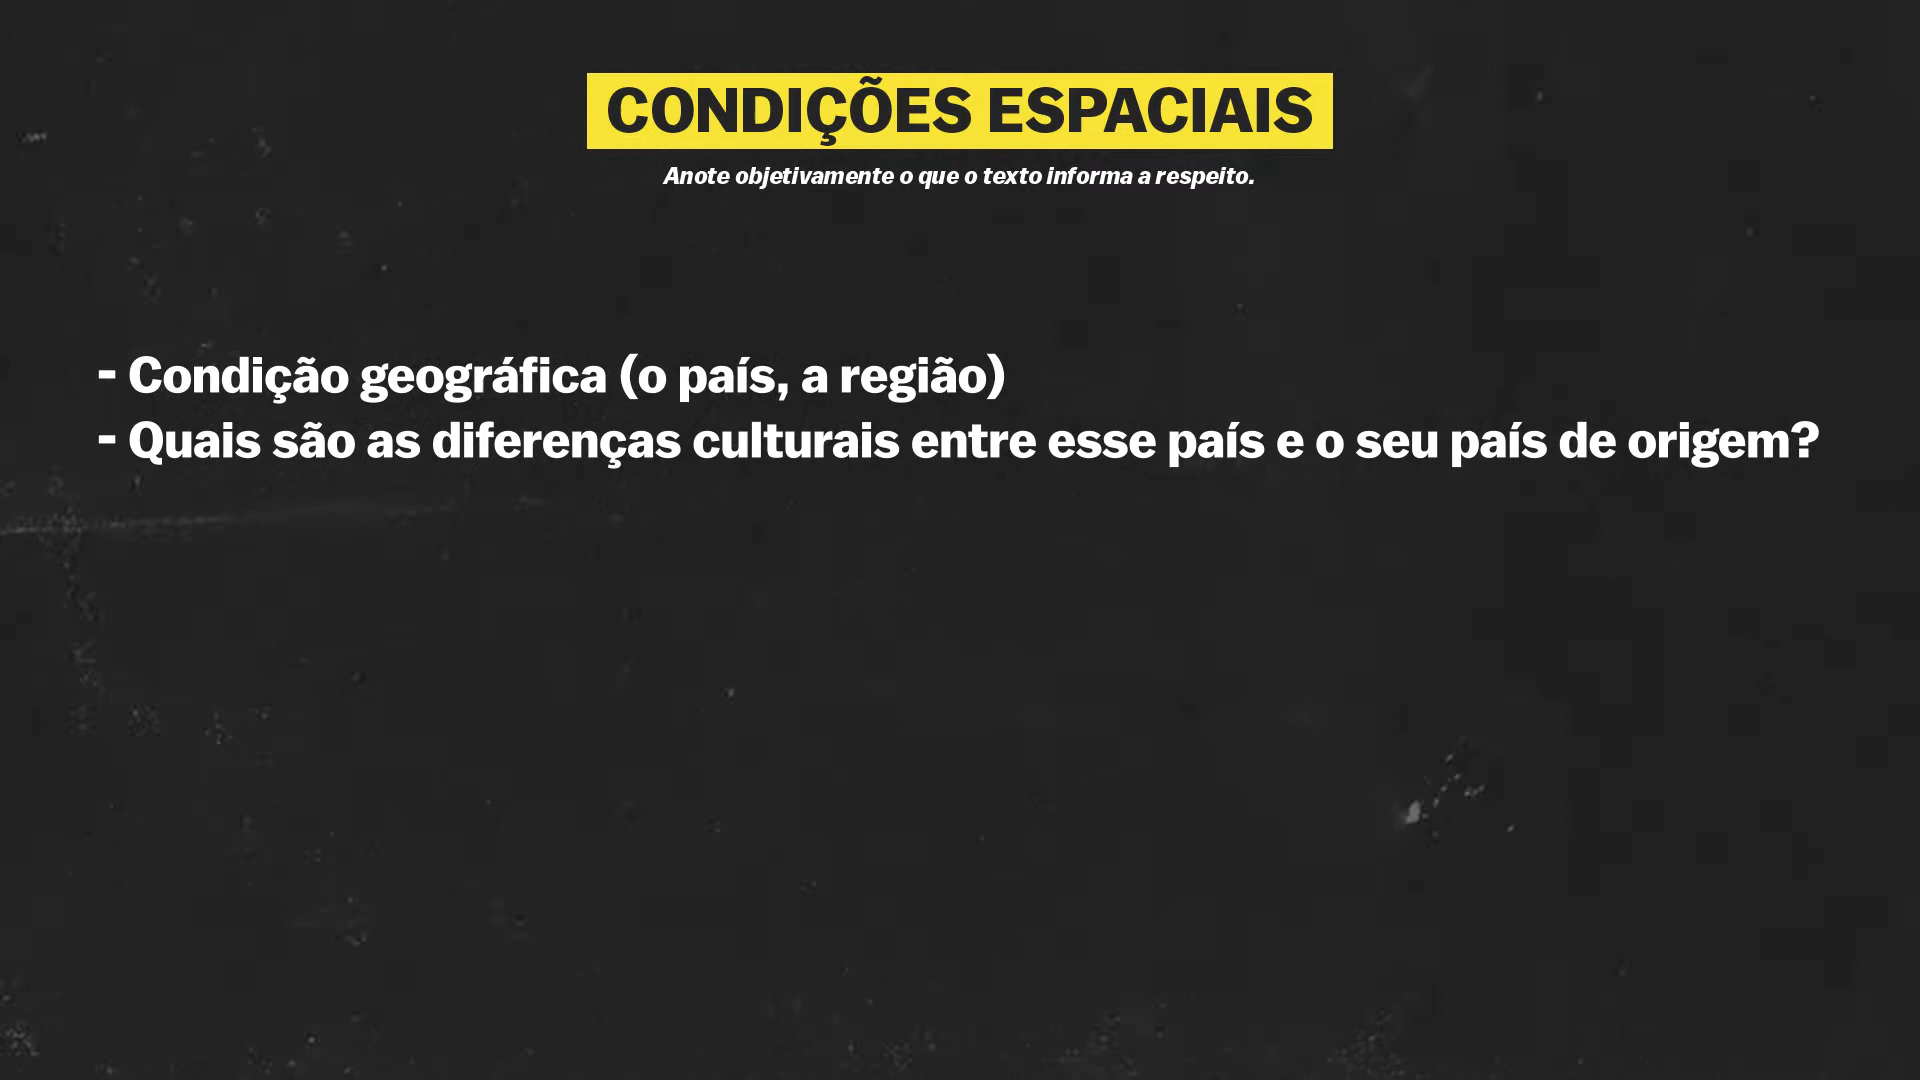 CONDIÇÕES ESPACIAIS
Anote objetivamente o que o texto informa a respeito.
- Condição geográfica (o país, a região)
- Quais são as diferenças culturais entre esse país e o seu país de origem?